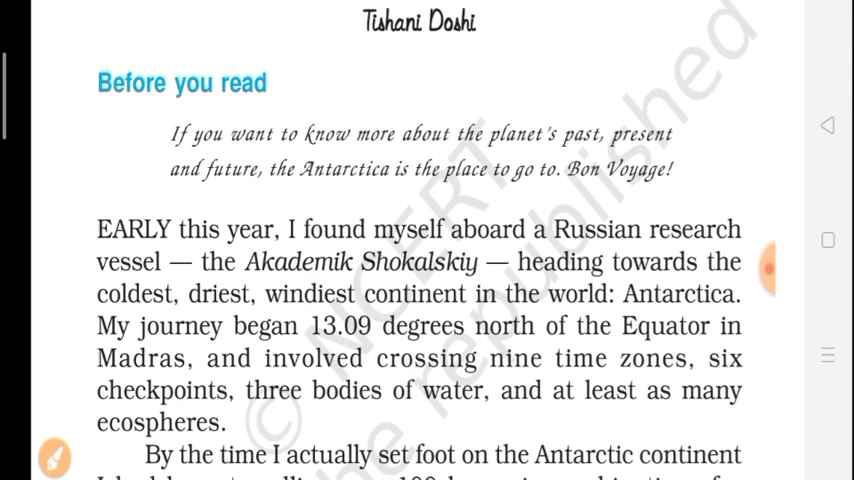 Tishani Doshi
Before you read
If you want to know more about the planet's past, present
and future, the Antarctica is the place to go to. Bon Voyage!
EARLY this year, I found myself aboard a Russian research
vessel — the Akademik Shokalskiy — heading towards the
coldest, driest, windiest continent in the world: Antarctica.
My journey began 13.09 degrees north of the Equator in
Madras, and involved crossing nine time zones, six
checkpoints, three bodies of water, and at least as many
ecospheres.
By the time I actually set foot on the Antarctic continent
© NCERT
be republished